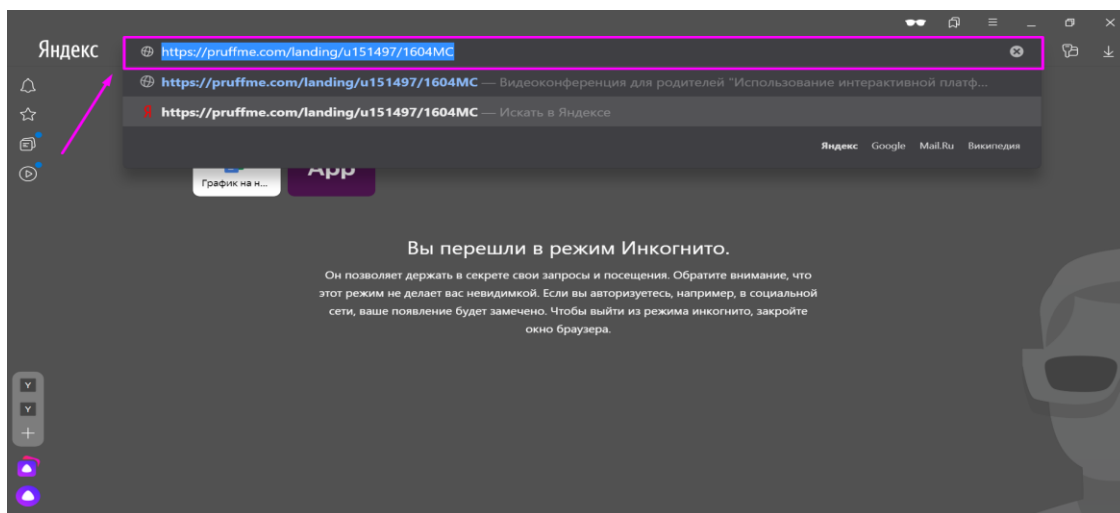 Яндекс
https://pruffme.com/landing/u151497/1604MC
https://pruffme.com/landing/u151497/1604MC — Видеоконференция для родителей "Использование интерактивной платф...
Я https://pruffme.com/landing/u151497/1604MC — Искать в Яндексе
Яндекс Google Mail.Ru Википедия
График на н...
App
Вы перешли в режим Инкогнито.
Он позволяет держать в секрете свои запросы и посещения. Обратите внимание, что
этот режим не делает вас невидимкой. Если вы авторизуетесь, например, в социальной
сети, ваше появление будет замечено. Чтобы выйти из режима инкогнито, закройте
окно браузера.
Y
Y